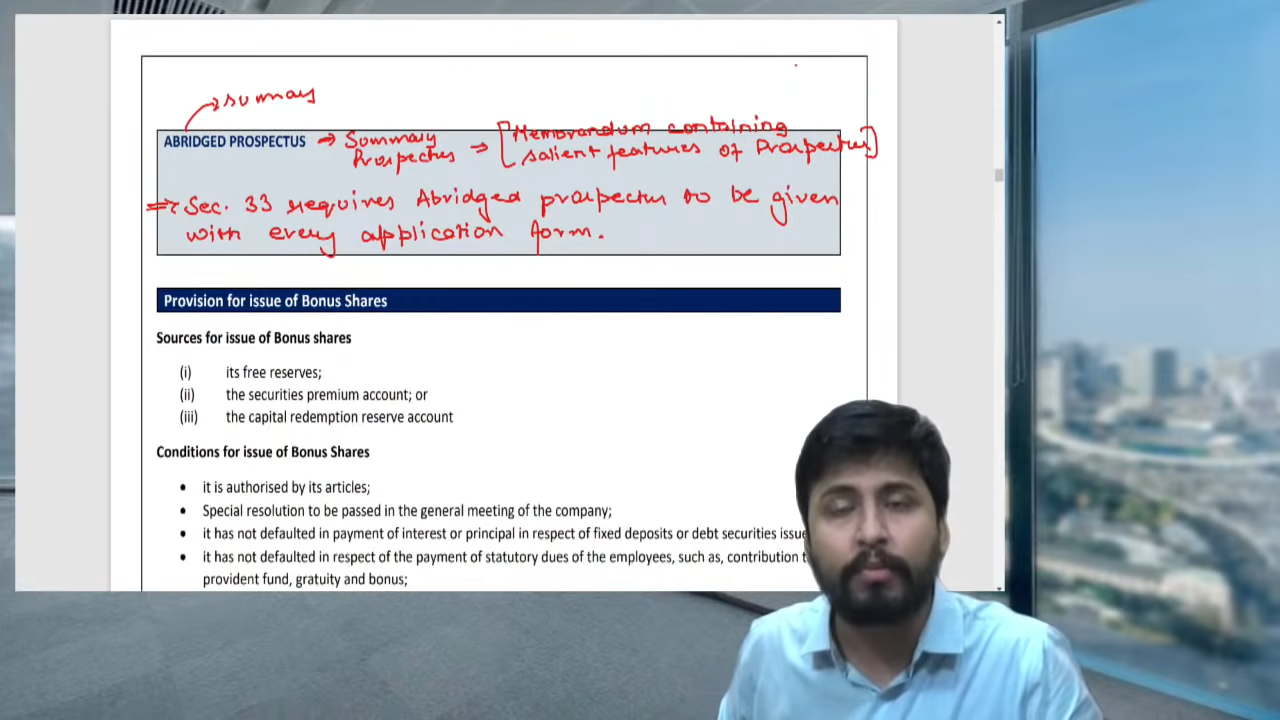 summary
ABRIDGED PROSPECTUS → Summary Prospectus → [Memorandum containing salient features of Prospectus]
⇒ Sec. 33 requires Abridged prospectus to be given
with every application form.
Provision for issue of Bonus Shares
Sources for issue of Bonus shares
(i) its free reserves;
(ii) the securities premium account; or
(iii) the capital redemption reserve account
Conditions for issue of Bonus Shares
• it is authorised by its articles;
• Special resolution to be passed in the general meeting of the company;
• it has not defaulted in payment of interest or principal in respect of fixed deposits or debt securities issue
• it has not defaulted in respect of the payment of statutory dues of the employees, such as, contribution t
provident fund, gratuity and bonus;